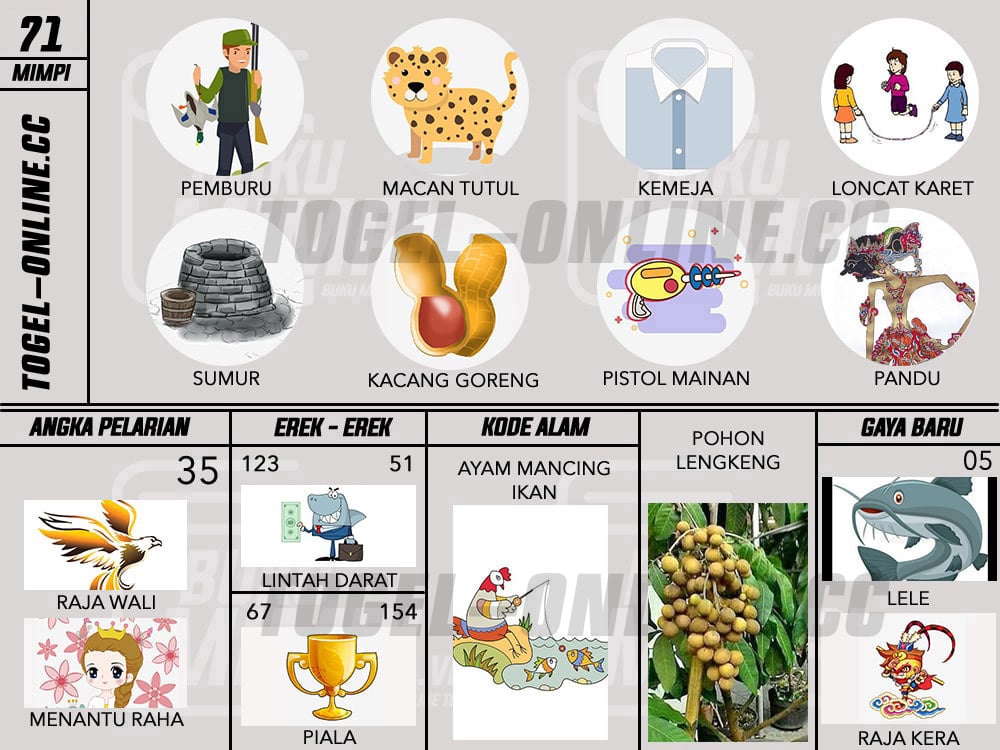 71
MIMPI
TOGEL-ONLINE.CC
PEMBURU
MACAN TUTUL
KEMEJA
LONCAT KARET
TOGEL-ONLINE.CC
SUMUR
KACANG GORENG
PISTOL MAINAN
PANDU
ANGKA PELARIAN
35
RAJA WALI
MENANTU RAHA
EREK - EREK
123 51
LINTAH DARAT
67 154
PIALA
KODE ALAM
AYAM MANCING
IKAN
POHON
LENGKENG
GAYA BARU
05
LELE
RAJA KERA
TOGEL-ONLINE.CC